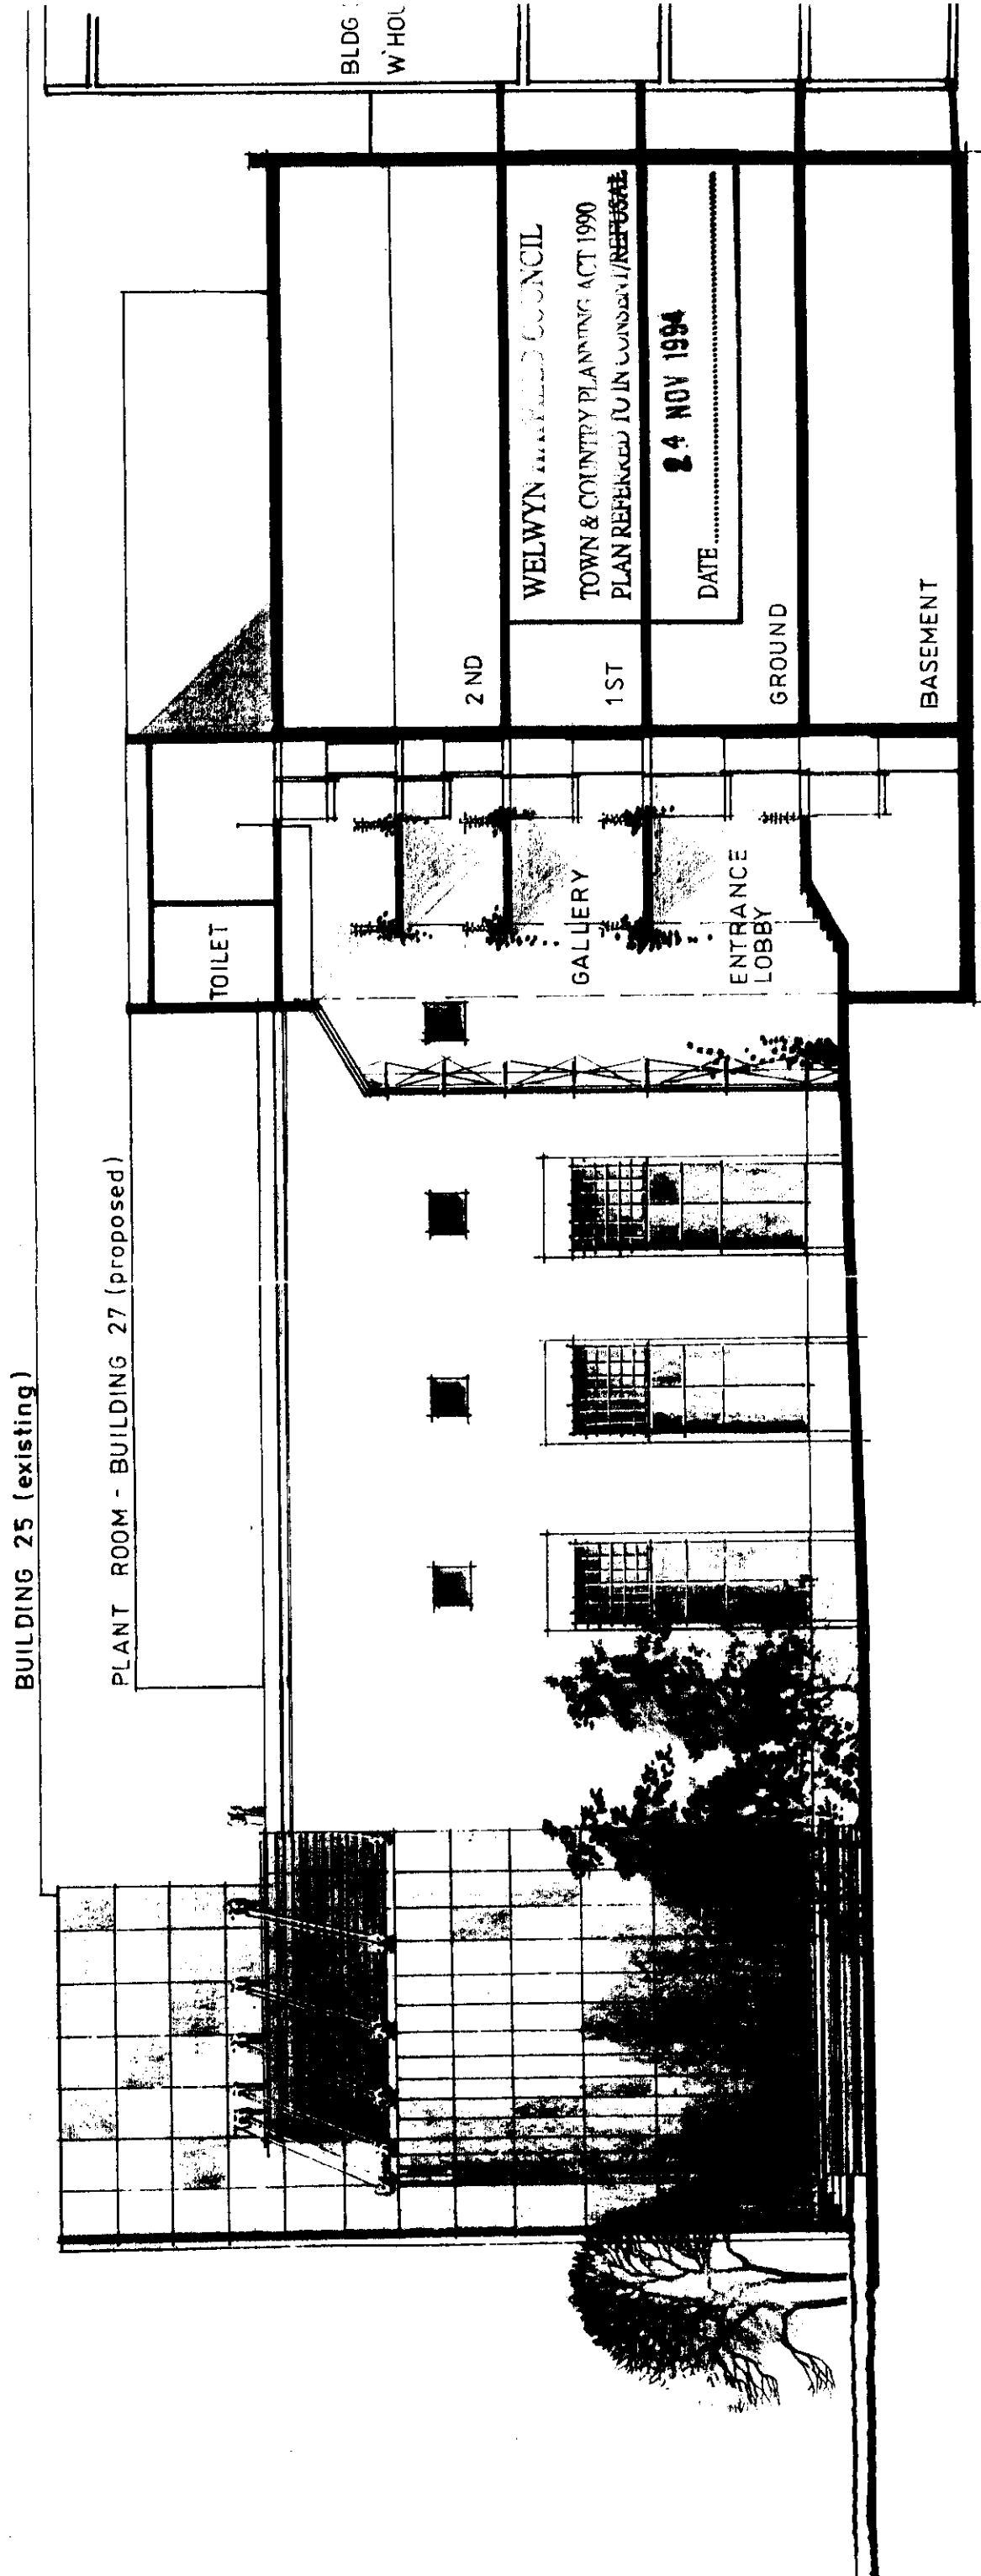 BUILDING 25 (existing)
PLANT ROOM - BUILDING 27 (proposed)
BLDG
W'HOU
TOILET
2ND
1ST
GROUND
BASEMENT
GALLERY
ENTRANCE
LOBBY
WELWYN HATFIELD COUNCIL
TOWN & COUNTRY PLANNING ACT 1990
PLAN REFERRED TO IN CONSENT/REFUSAL
24 NOV 1994
DATE